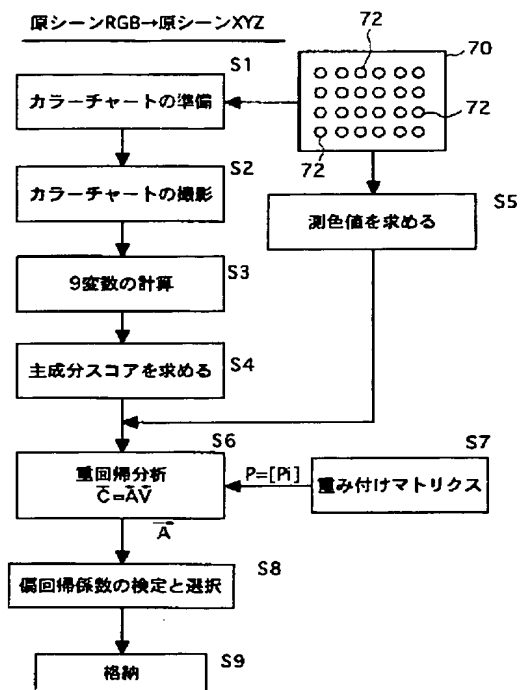 原シーンRGB→原シーンXYZ
S1
カラーチャートの準備
72
70
72
72
S2
カラーチャートの撮影
S5
測色値を求める
S3
9変数の計算
S4
主成分スコアを求める
S6
重回帰分析
C=AV
P=[Pi]
S7
重み付けマトリクス
A
S8
偏回帰係数の検定と選択
S9
格納